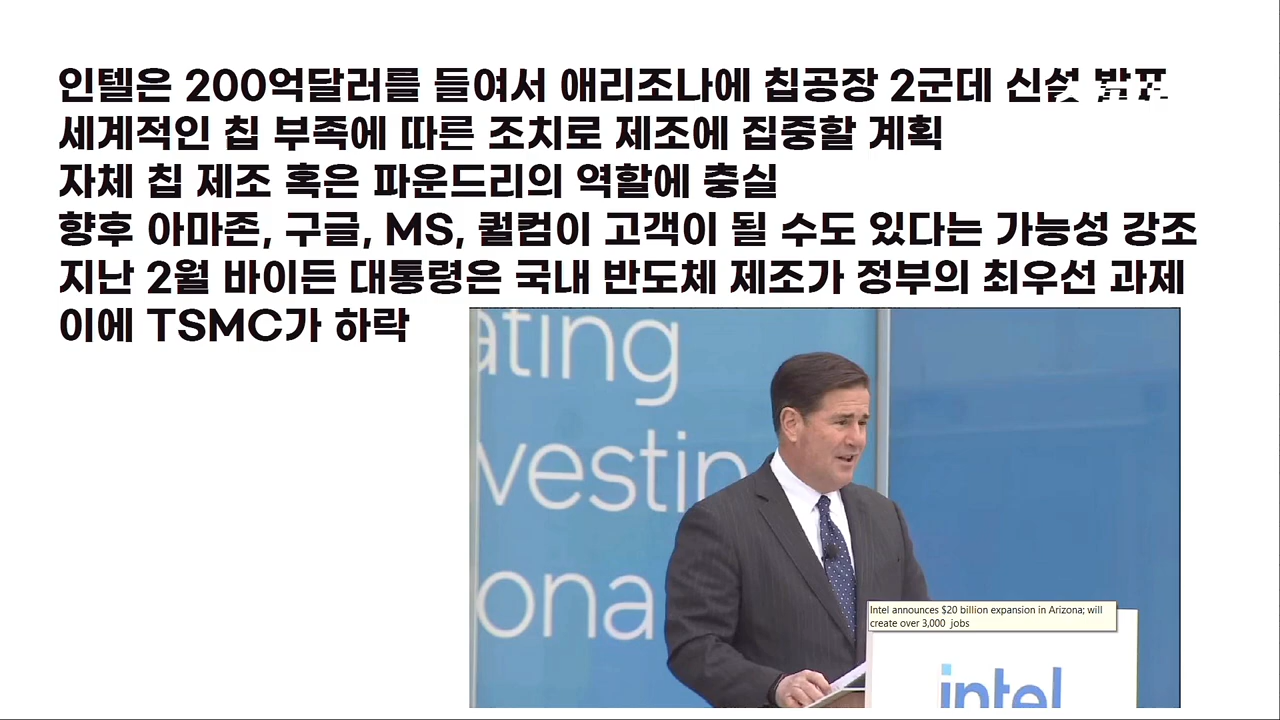 인텔은 200억달러를 들여서 애리조나에 칩공장 2군데 신설 발표
세계적인 칩 부족에 따른 조치로 제조에 집중할 계획
자체 칩 제조 혹은 파운드리의 역할에 충실
향후 아마존, 구글, MS, 퀄컴이 고객이 될 수도 있다는 가능성 강조
지난 2월 바이든 대통령은 국내 반도체 제조가 정부의 최우선 과제
이에 TSMC가 하락
ating
vestin
ona
Intel announces $20 billion expansion in Arizona; will
create over 3,000 jobs
intel